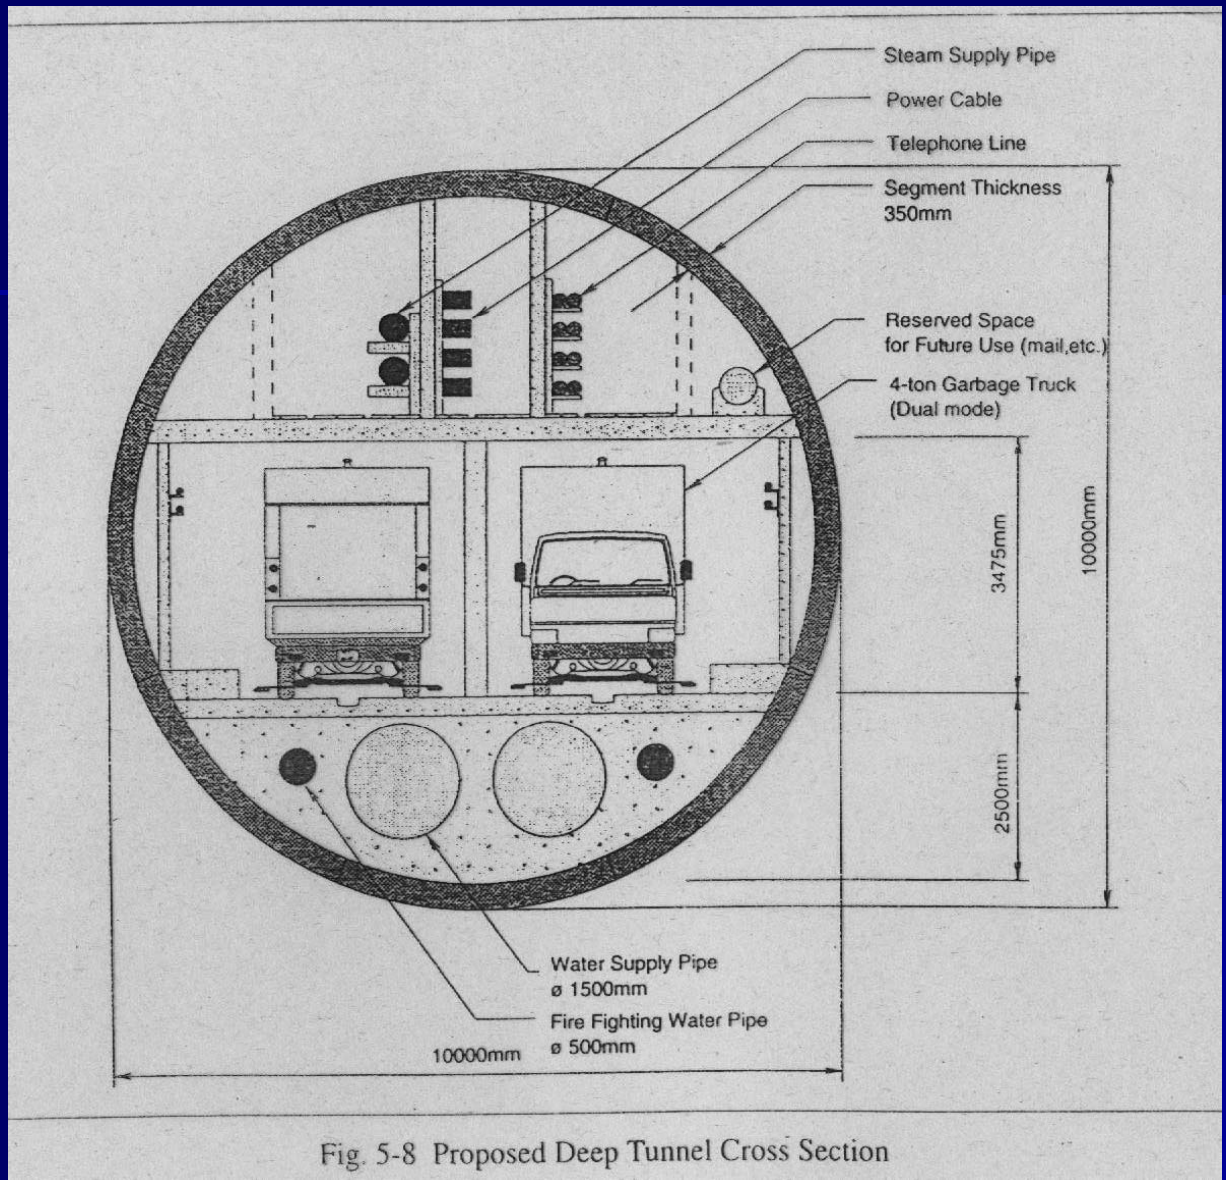 Steam Supply Pipe
Power Cable
Telephone Line
Segment Thickness
350mm
Reserved Space
for Future Use (mail,etc.)
4-ton Garbage Truck
(Dual mode)
3475mm
10000mm
2500mm
Water Supply Pipe
ø 1500mm
Fire Fighting Water Pipe
ø 500mm
10000mm
Fig. 5-8 Proposed Deep Tunnel Cross Section